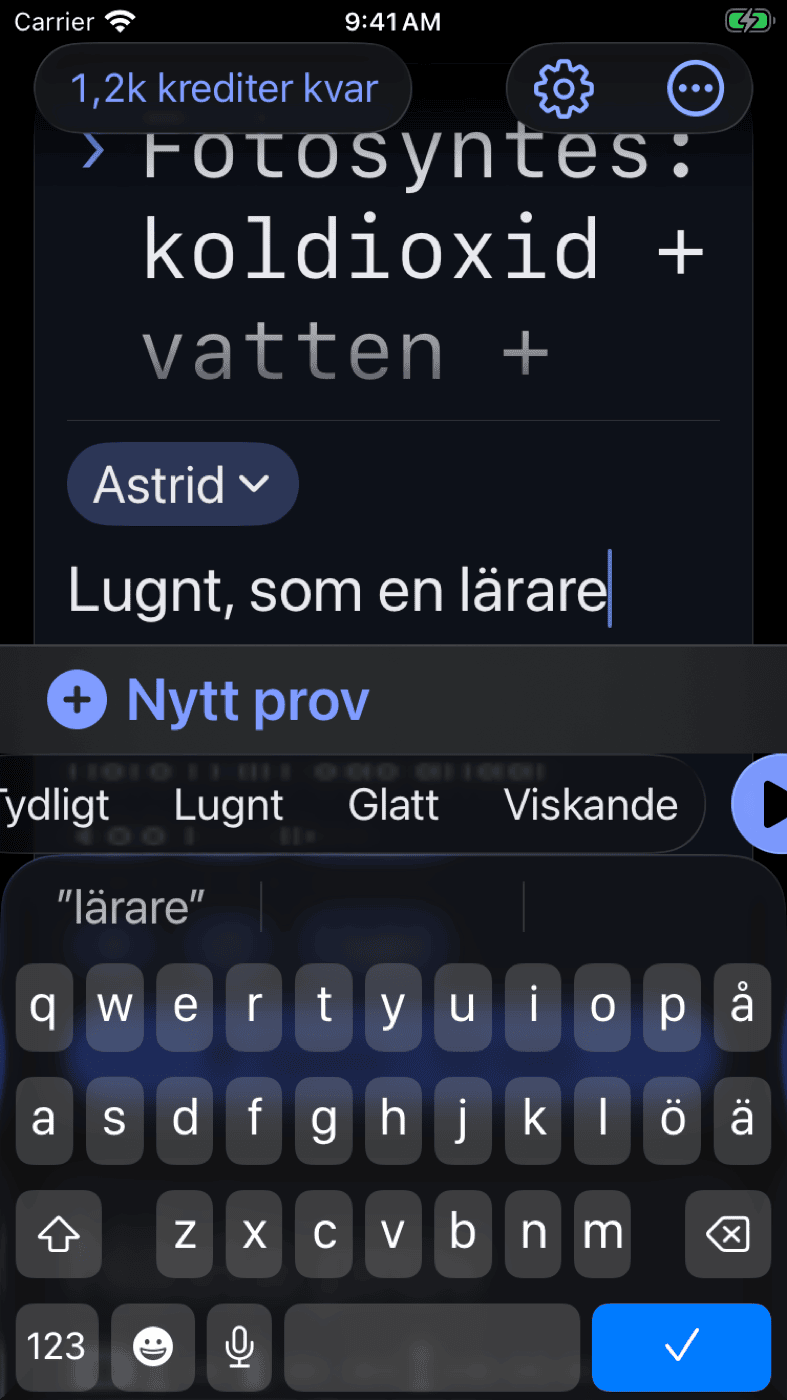 Carrier 9:41 AM
1,2k krediter kvar
Fotosyntes:
koldioxid +
vatten +
Astrid
Lugnt, som en lärare
Nytt prov
Tydligt Lugnt Glatt Viskande
”lärare”
q w e r t y u i o p å
a s d f g h j k l ö ä
z x c v b n m
123